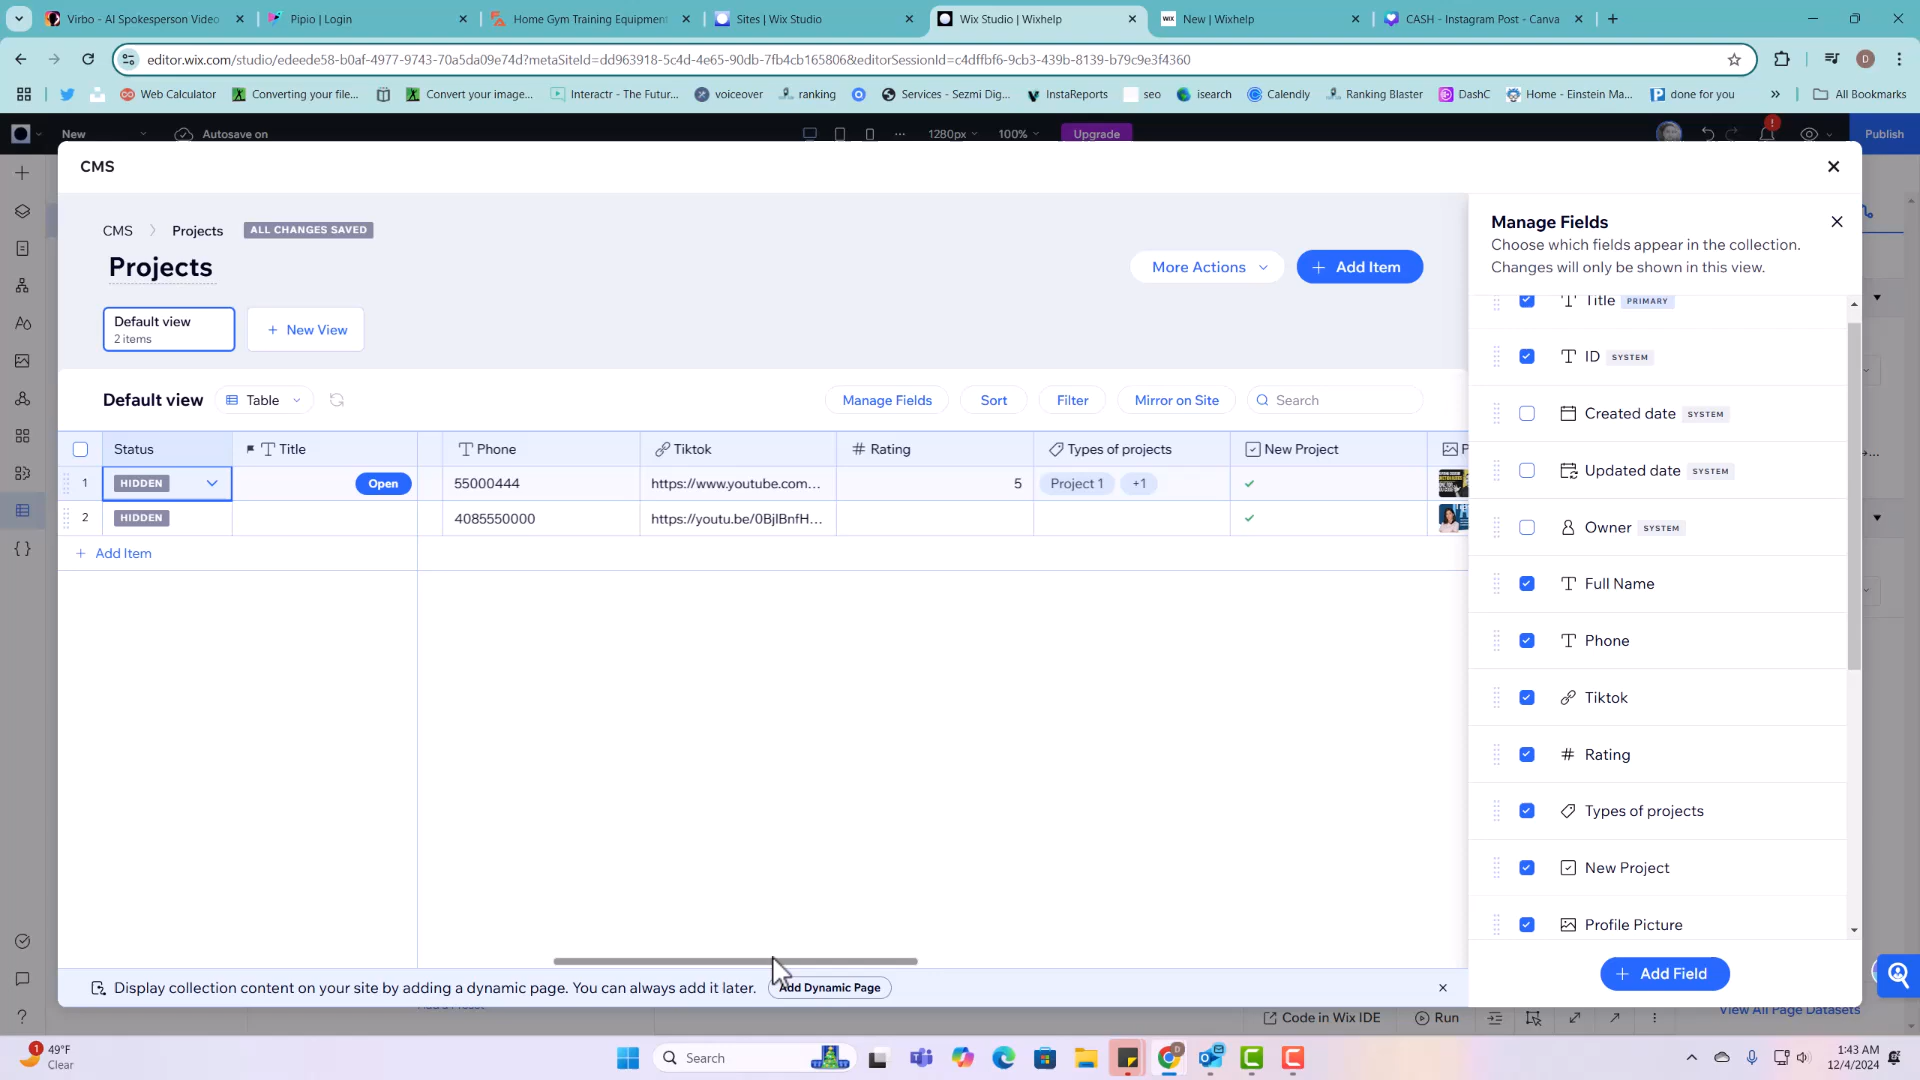 Virbo - AI Spokesperson Video
Pipio | Login
Home Gym Training Equipment
Sites | Wix Studio
Wix Studio | Wixhelp
WIX New | Wixhelp
CASH - Instagram Post - Canva
editor.wix.com/studio/edeede58-b0af-4977-9743-70a5da09e74d?metaSiteId=dd963918-5c4d-4e65-90db-7fb4cb165806&editorSessionId=c4dffbf6-9cb3-439b-8139-b79c9e3f4360
D
Web Calculator
Converting your file...
Convert your image...
Interactr - The Futur...
voiceover
ranking
Services - Sezmi Dig...
InstaReports
seo
isearch
Calendly
Ranking Blaster
DashC
Home - Einstein Ma...
done for you
All Bookmarks
New
Autosave on
1280px
100%
Upgrade
Publish
CMS
CMS > Projects
ALL CHANGES SAVED
Projects
More Actions
+ Add Item
Default view
2 items
+ New View
Default view
Table
Manage Fields
Sort
Filter
Mirror on Site
Search
Status
Title
Phone
Tiktok
# Rating
Types of projects
New Project
P
1
HIDDEN
Open
55000444
https://www.youtube.com...
5
Project 1
+1
2
HIDDEN
4085550000
https://youtu.be/0BjlBnfH...
+ Add Item
Display collection content on your site by adding a dynamic page. You can always add it later.
Add Dynamic Page
Manage Fields
Choose which fields appear in the collection.
Changes will only be shown in this view.
Title PRIMARY
ID SYSTEM
Created date SYSTEM
Updated date SYSTEM
Owner SYSTEM
Full Name
Phone
Tiktok
# Rating
Types of projects
New Project
Profile Picture
+ Add Field
Code in Wix IDE
Run
View All Page Datasets
1
49°F
Clear
Search
1:43 AM
12/4/2024